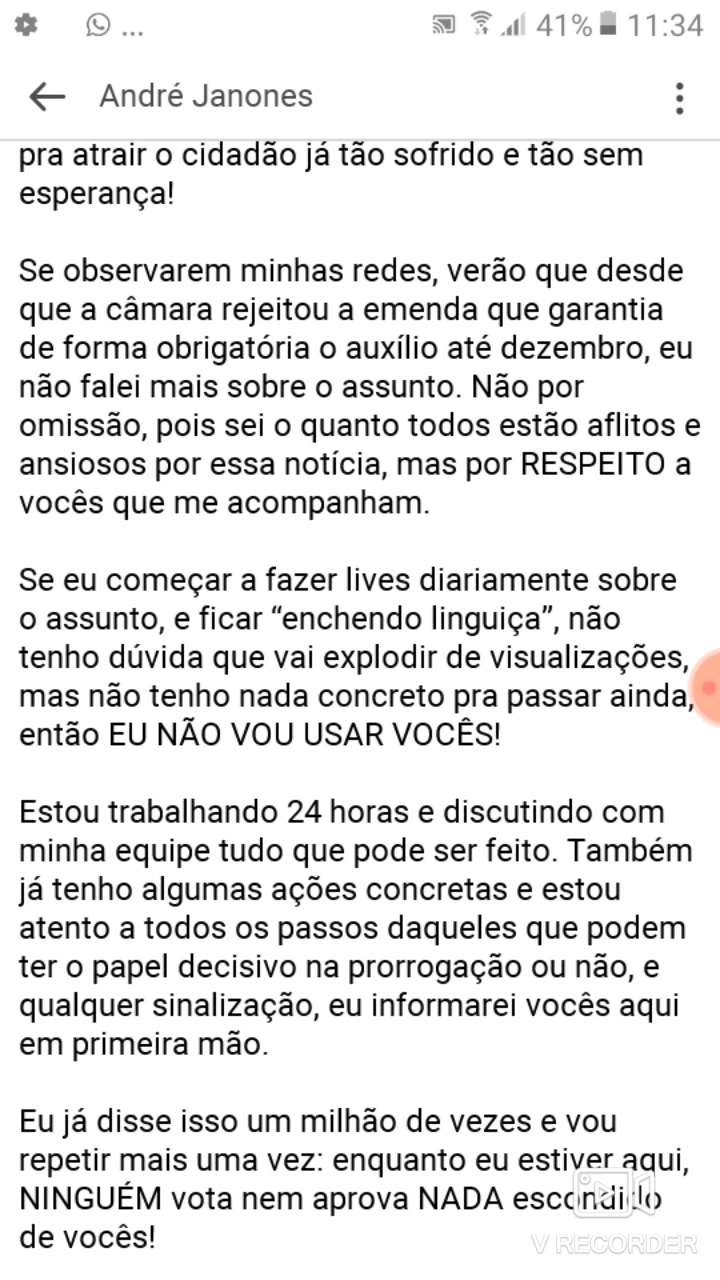 ... 41% 11:34
André Janones
pra atrair o cidadão já tão sofrido e tão sem
esperança!
Se observarem minhas redes, verão que desde
que a câmara rejeitou a emenda que garantia
de forma obrigatória o auxílio até dezembro, eu
não falei mais sobre o assunto. Não por
omissão, pois sei o quanto todos estão aflitos e
ansiosos por essa notícia, mas por RESPEITO a
vocês que me acompanham.
Se eu começar a fazer lives diariamente sobre
o assunto, e ficar “enchendo linguiça”, não
tenho dúvida que vai explodir de visualizações,
mas não tenho nada concreto pra passar ainda,
então EU NÃO VOU USAR VOCÊS!
Estou trabalhando 24 horas e discutindo com
minha equipe tudo que pode ser feito. Também
já tenho algumas ações concretas e estou
atento a todos os passos daqueles que podem
ter o papel decisivo na prorrogação ou não, e
qualquer sinalização, eu informarei vocês aqui
em primeira mão.
Eu já disse isso um milhão de vezes e vou
repetir mais uma vez: enquanto eu estiver aqui,
NINGUÉM vota nem aprova NADA escondido
de vocês!
V RECORDER